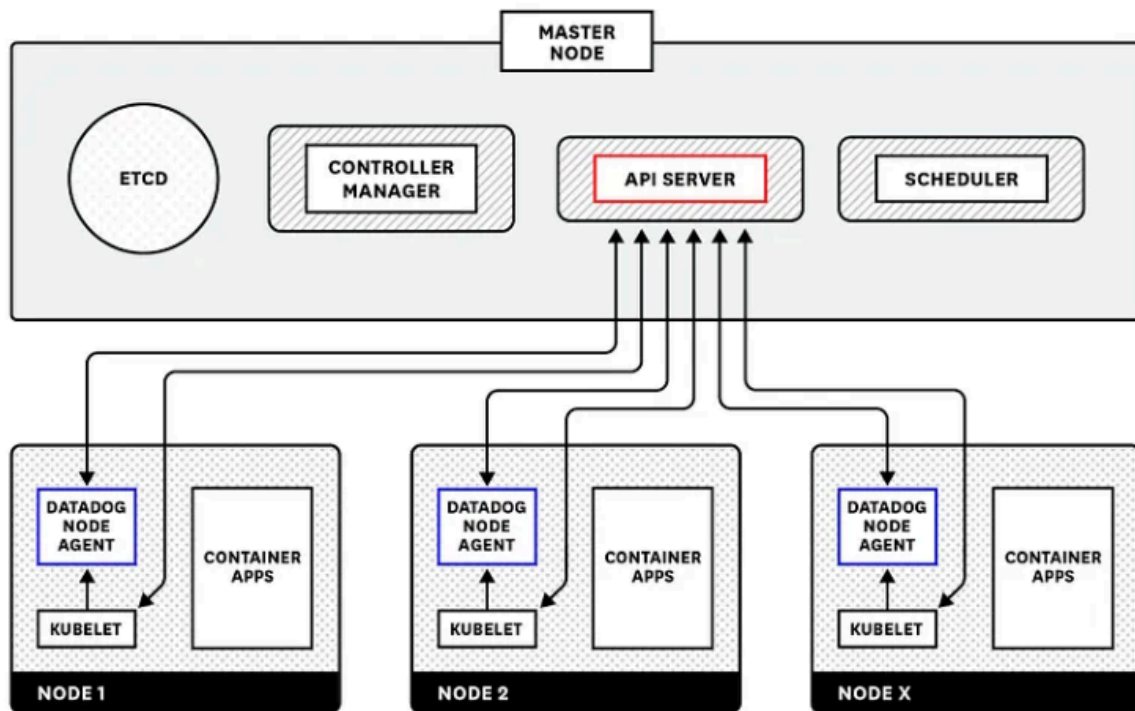 MASTER
NODE
ETCD
CONTROLLER
MANAGER
API SERVER
SCHEDULER
DATADOG
NODE
AGENT
CONTAINER
APPS
KUBELET
NODE 1
DATADOG
NODE
AGENT
CONTAINER
APPS
KUBELET
NODE 2
DATADOG
NODE
AGENT
CONTAINER
APPS
KUBELET
NODE X